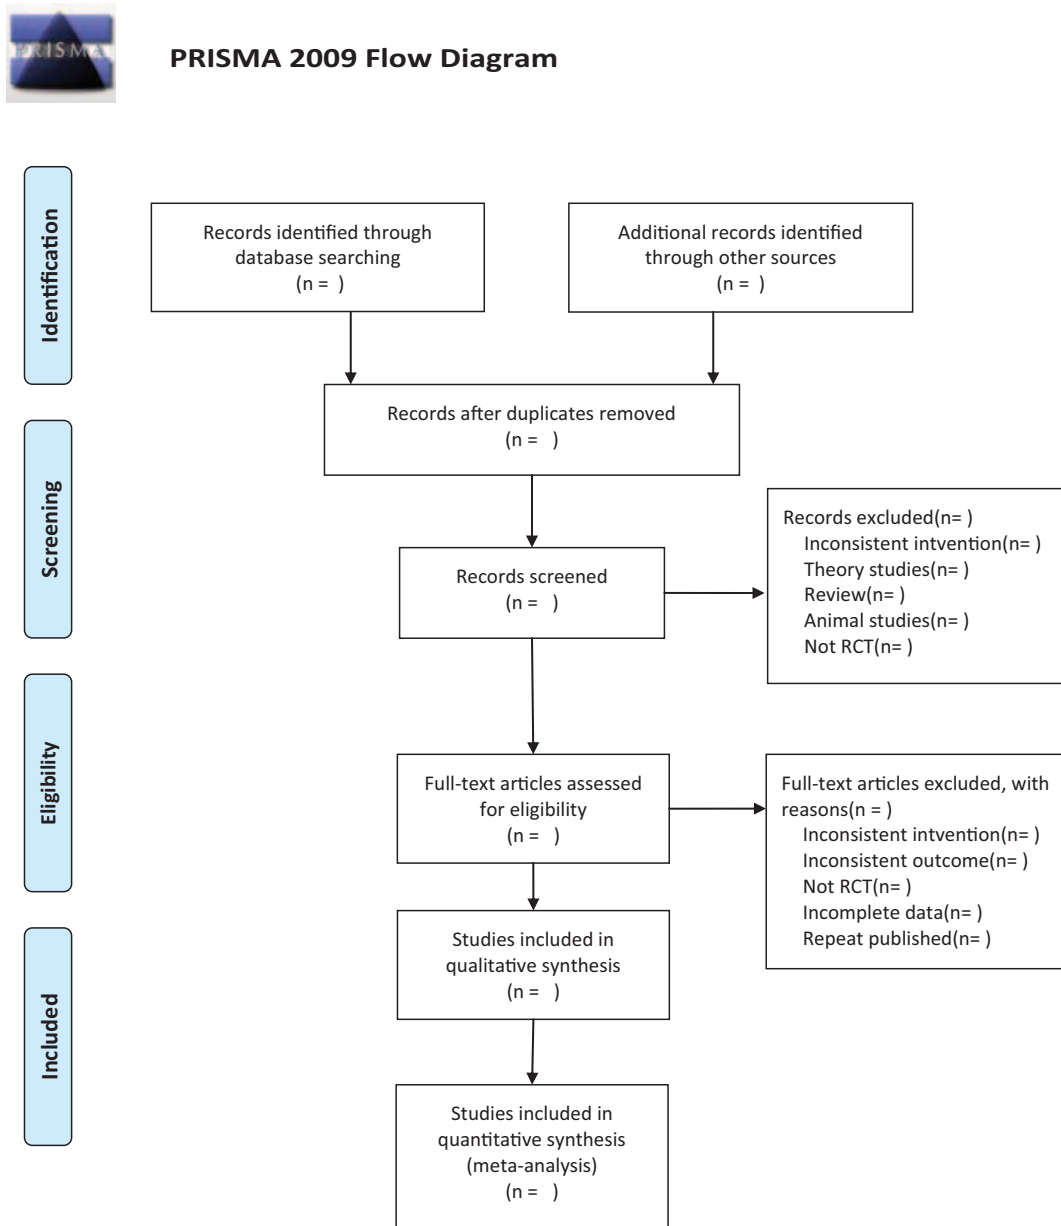 PRISMA
PRISMA 2009 Flow Diagram
Identification
Records identified through
database searching
(n =  )
Additional records identified
through other sources
(n =  )
Records after duplicates removed
(n =  )
Screening
Records screened
(n =  )
Records excluded(n= )
Inconsistent intvention(n= )
Theory studies(n= )
Review(n= )
Animal studies(n= )
Not RCT(n= )
Eligibility
Full-text articles assessed
for eligibility
(n =  )
Full-text articles excluded, with
reasons(n = )
Inconsistent intvention(n= )
Inconsistent outcome(n= )
Not RCT(n= )
Incomplete data(n= )
Repeat published(n= )
Included
Studies included in
qualitative synthesis
(n =  )
Studies included in
quantitative synthesis
(meta-analysis)
(n =  )